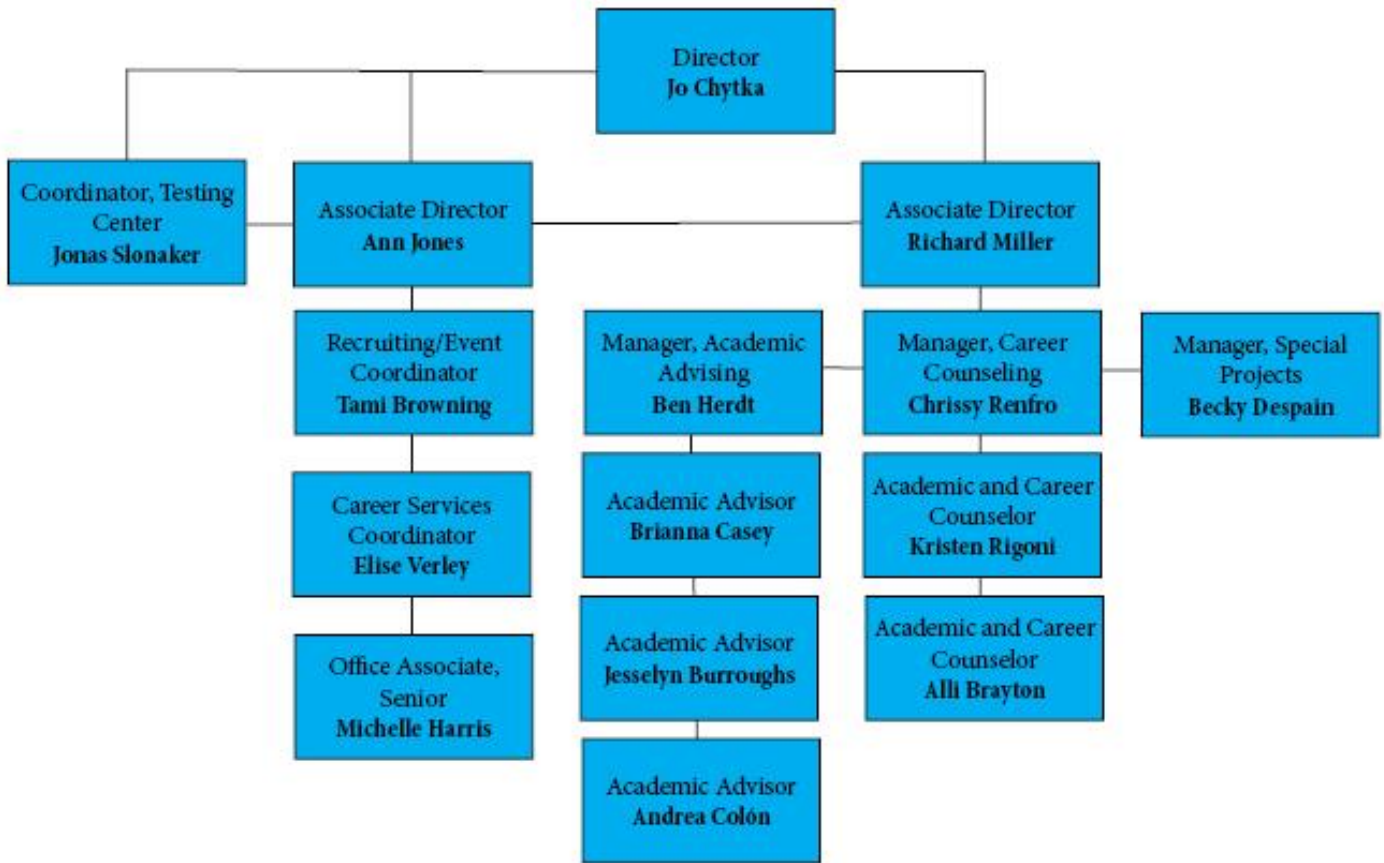 Director
Jo Chytka
Coordinator, Testing
Center
Jonas Slonaker
Associate Director
Ann Jones
Associate Director
Richard Miller
Recruiting/Event
Coordinator
Tami Browning
Manager, Academic
Advising
Ben Herdt
Manager, Career
Counseling
Chrissy Renfro
Manager, Special
Projects
Becky Despain
Career Services
Coordinator
Elise Verley
Academic Advisor
Brianna Casey
Academic and Career
Counselor
Kristen Rigoni
Office Associate,
Senior
Michelle Harris
Academic Advisor
Jesselyn Burroughs
Academic and Career
Counselor
Alli Brayton
Academic Advisor
Andrea Colón